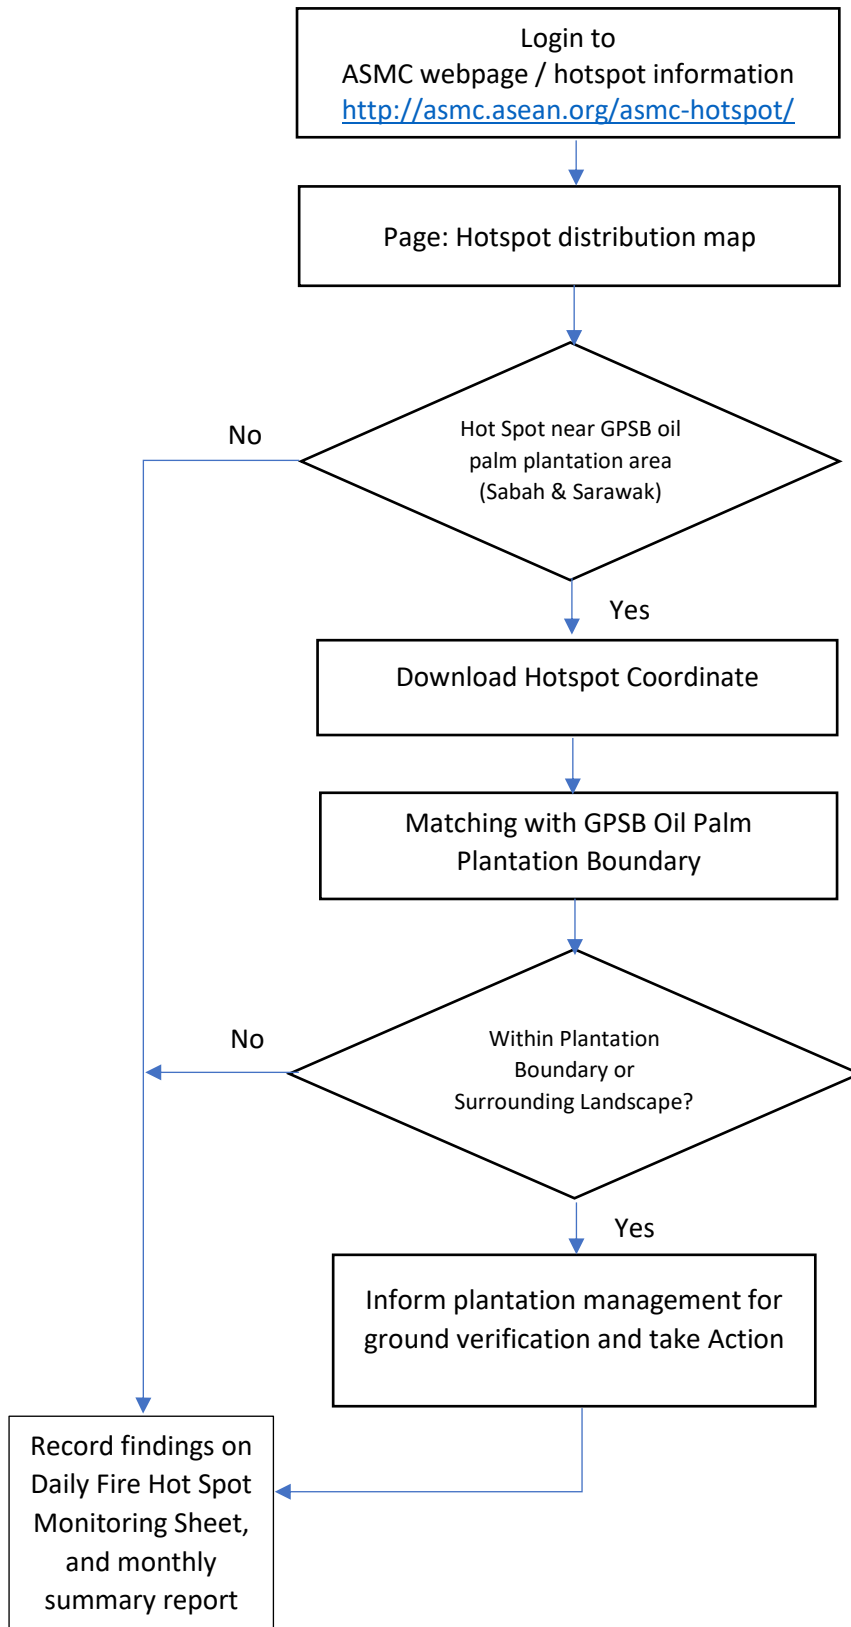 Login to
ASMC webpage / hotspot information
http://asmc.asean.org/asmc-hotspot/
Page: Hotspot distribution map
Hot Spot near GPSB oil
palm plantation area
(Sabah & Sarawak)
No
Yes
Download Hotspot Coordinate
Matching with GPSB Oil Palm
Plantation Boundary
Within Plantation
Boundary or
Surrounding Landscape?
No
Yes
Inform plantation management for
ground verification and take Action
Record findings on
Daily Fire Hot Spot
Monitoring Sheet,
and monthly
summary report